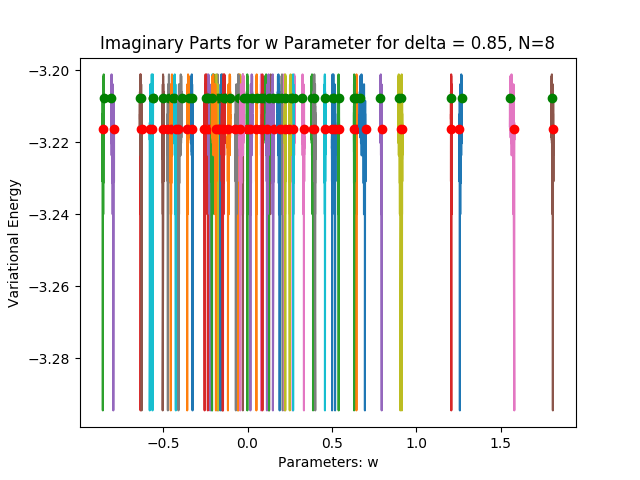 Imaginary Parts for w Parameter for delta = 0.85, N=8
Variational Energy
−3.20
−3.22
−3.24
−3.26
−3.28
−0.5 0.0 0.5 1.0 1.5
Parameters: w